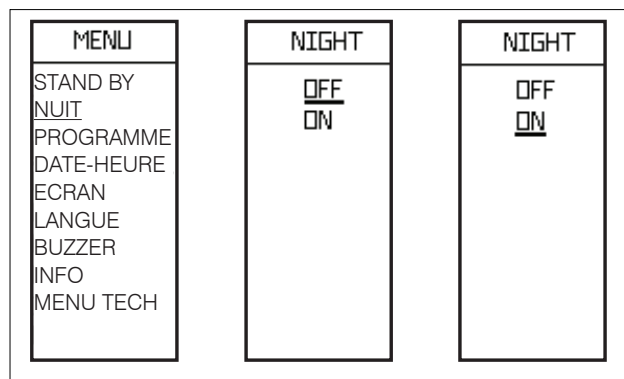 MENU
STAND BY
NUIT
PROGRAMME
DATE-HEURE
ECRAN
LANGUE
BUZZER
INFO
MENU TECH
NIGHT
OFF
ON
NIGHT
OFF
ON